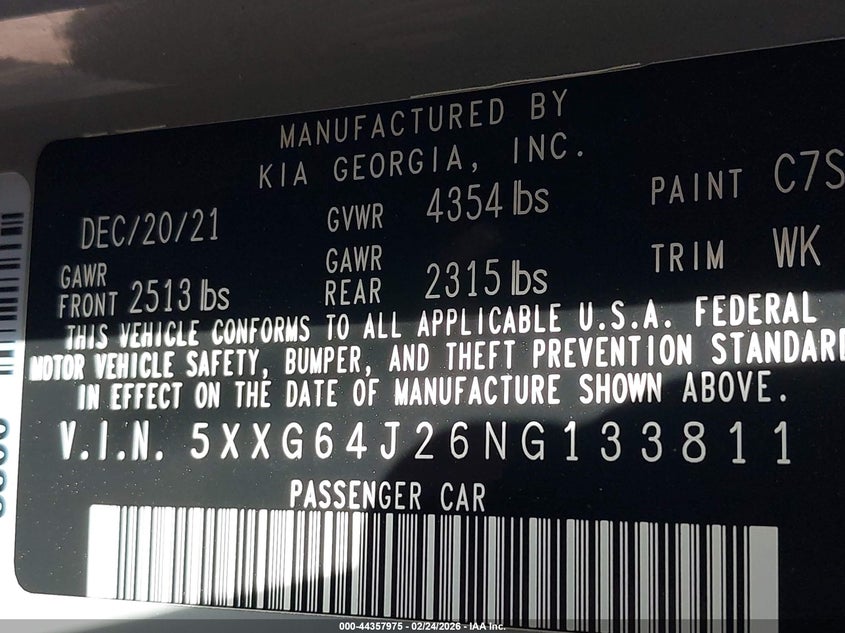 MANUFACTURED BY
KIA GEORGIA, INC.
DEC/20/21 GVWR 4354 lbs PAINT C7S
GAWR FRONT 2513 lbs GAWR REAR 2315 lbs TRIM WK
THIS VEHICLE CONFORMS TO ALL APPLICABLE U.S.A. FEDERAL
MOTOR VEHICLE SAFETY, BUMPER, AND THEFT PREVENTION STANDARD
IN EFFECT ON THE DATE OF MANUFACTURE SHOWN ABOVE.
V.I.N. 5XXG64J26NG133811
PASSENGER CAR
000-44357975 - 02/24/2026 - IAA Inc.